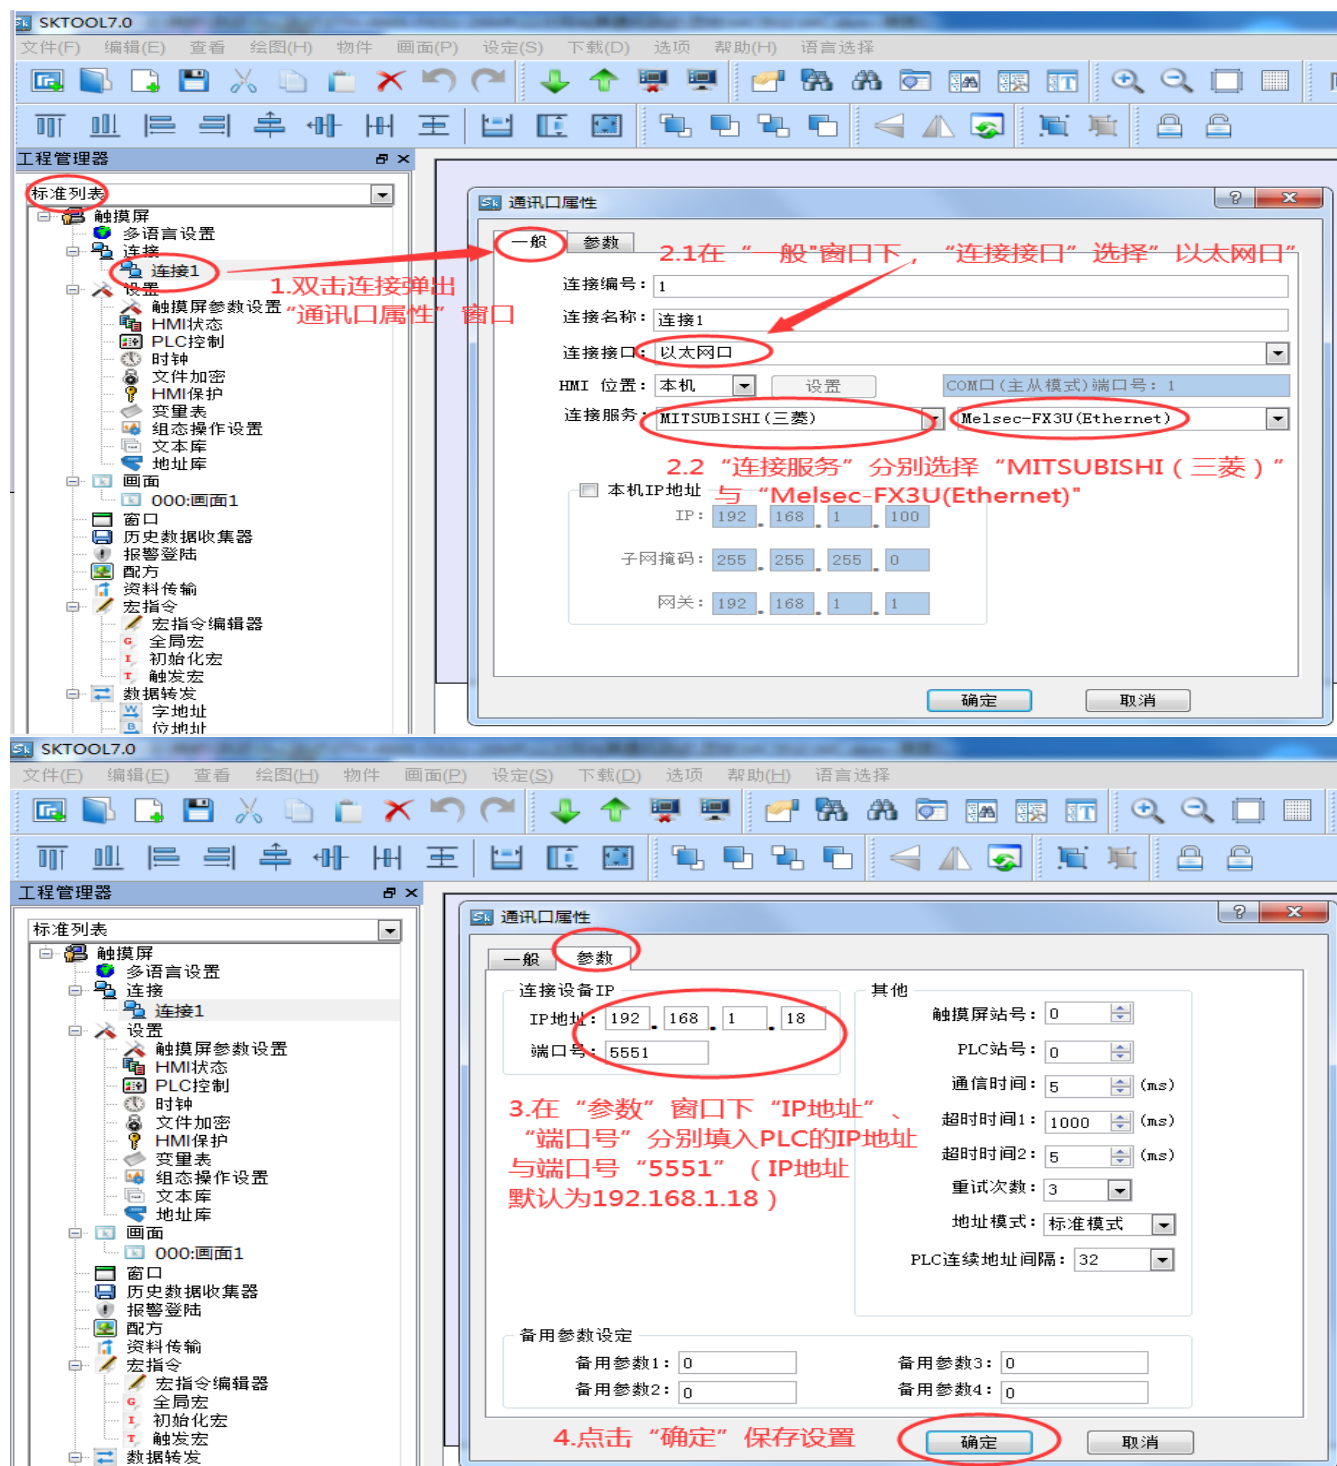 SKTOOL7.0
文件(F) 编辑(E) 查看 绘图(H) 物件 画面(P) 设定(S) 下载(D) 选项 帮助(H) 语言选择
工程管理器
标准列表
触摸屏
多语言设置
连接
连接1
设置
触摸屏参数设置
HMI状态
PLC控制
时钟
文件加密
HMI保护
变量表
组态操作设置
文本库
地址库
画面
000:画面1
窗口
历史数据收集器
报警登陆
配方
资料传输
宏指令
宏指令编辑器
全局宏
初始化宏
触发宏
数据转发
字地址
位地址
1.双击连接弹出
“通讯口属性”窗口
通讯口属性
一般 参数
2.1在“一般"窗口下，“连接接口”选择”以太网口”
连接编号: 1
连接名称: 连接1
连接接口: 以太网口
HMI 位置: 本机 设置 COM口(主从模式)端口号: 1
连接服务: MITSUBISHI(三菱) Melsec-FX3U(Ethernet)
2.2“连接服务”分别选择“MITSUBISHI（三菱）”
与“Melsec-FX3U(Ethernet)"
本机IP地址
IP: 192 . 168 . 1 . 100
子网掩码: 255 . 255 . 255 . 0
网关: 192 . 168 . 1 . 1
确定 取消
SKTOOL7.0
文件(F) 编辑(E) 查看 绘图(H) 物件 画面(P) 设定(S) 下载(D) 选项 帮助(H) 语言选择
工程管理器
标准列表
触摸屏
多语言设置
连接
连接1
设置
触摸屏参数设置
HMI状态
PLC控制
时钟
文件加密
HMI保护
变量表
组态操作设置
文本库
地址库
画面
000:画面1
窗口
历史数据收集器
报警登陆
配方
资料传输
宏指令
宏指令编辑器
全局宏
初始化宏
触发宏
数据转发
通讯口属性
一般 参数
连接设备IP
IP地址: 192 . 168 . 1 . 18
端口号: 5551
3.在“参数”窗口下“IP地址”、
“端口号”分别填入PLC的IP地址
与端口号“5551”（IP地址
默认为192.168.1.18）
其他
触摸屏站号: 0
PLC站号: 0
通信时间: 5 (ms)
超时时间1: 1000 (ms)
超时时间2: 5 (ms)
重试次数: 3
地址模式: 标准模式
PLC连续地址间隔: 32
备用参数设定
备用参数1: 0 备用参数3: 0
备用参数2: 0 备用参数4: 0
4.点击“确定”保存设置
确定 取消